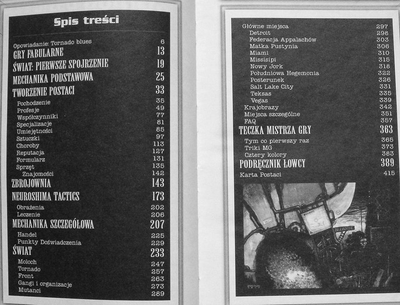 Spis treści
Opowiadanie: Tornado blues 6
GRY FABULARNE 13
ŚWIAT: PIERWSZE SPOJRZENIE 19
MECHANIKA PODSTAWOWA 25
TWORZENIE POSTACI 33
Pochodzenie 35
Profesje 49
Współczynniki 77
Specjalizacje 81
Umiejętności 85
Sztuczki 97
Choroby 113
Reputacja 127
Formularz 131
Sprzęt 135
Znajomości 142
ZBROJOWNIA 143
NEUROSHIMA TACTICS 173
Obrażenia 202
Leczenie 206
MECHANIKA SZCZEGÓŁOWA 207
Handel 225
Punkty Doświadczenia 229
ŚWIAT 233
Moloch 247
Tornado 257
Front 263
Gangi i organizacje 273
Mutanci 289
Główne miejsca 297
Detroit 298
Federacja Appalachów 303
Matka Pustynia 306
Miami 310
Missisipi 315
Nowy Jork 318
Południowa Hegemonia 322
Posterunek 326
Salt Lake City 331
Teksas 335
Vegas 339
Krajobrazy 342
Miejsca szczególne 351
FAQ 357
TECZKA MISTRZA GRY 363
Tym co pierwszy raz 363
Triki MG 373
Cztery kolory 385
PODRĘCZNIK ŁOWCY 389
Karta Postaci 415